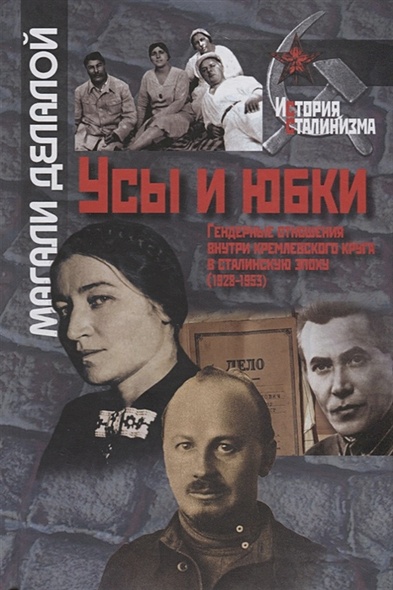 МАГАЛИ ДЕЛАЛОЙ
История
сталинизма
Усы и юбки
Гендерные отношения
внутри кремлевского круга
в сталинскую эпоху
(1928–1953)
ДЕЛО